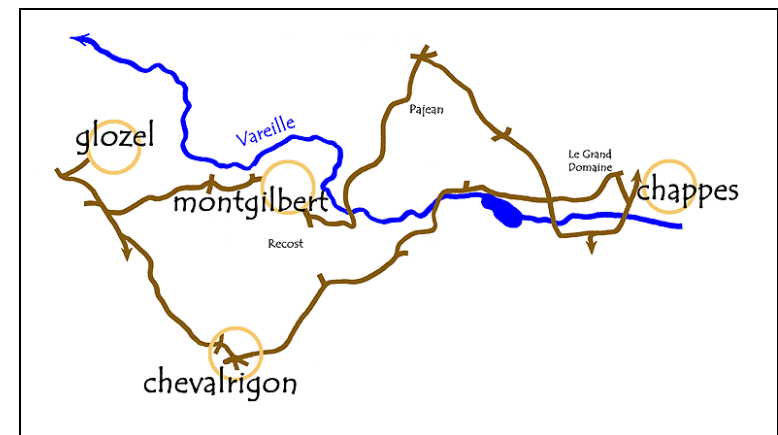 Vareille
glozel
Pajean
Le Grand
Domaine
montgilbert
chappes
Recost
chevalrigon